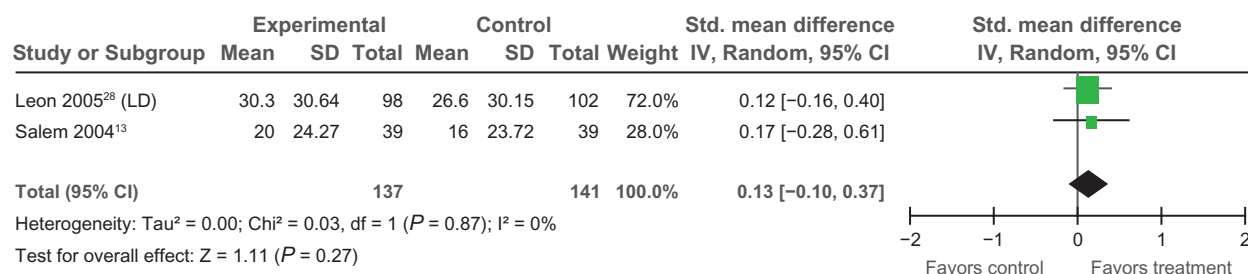 Experimental Control Std. mean difference Std. mean difference
Study or Subgroup Mean SD Total Mean SD Total Weight IV, Random, 95% CI IV, Random, 95% CI
Leon 2005²⁸ (LD) 30.3 30.64 98 26.6 30.15 102 72.0% 0.12 [−0.16, 0.40]
Salem 2004¹³ 20 24.27 39 16 23.72 39 28.0% 0.17 [−0.28, 0.61]
Total (95% CI) 137 141 100.0% 0.13 [−0.10, 0.37]
Heterogeneity: Tau² = 0.00; Chi² = 0.03, df = 1 (P = 0.87); I² = 0%
Test for overall effect: Z = 1.11 (P = 0.27)
−2 −1 0 1 2
Favors control Favors treatment